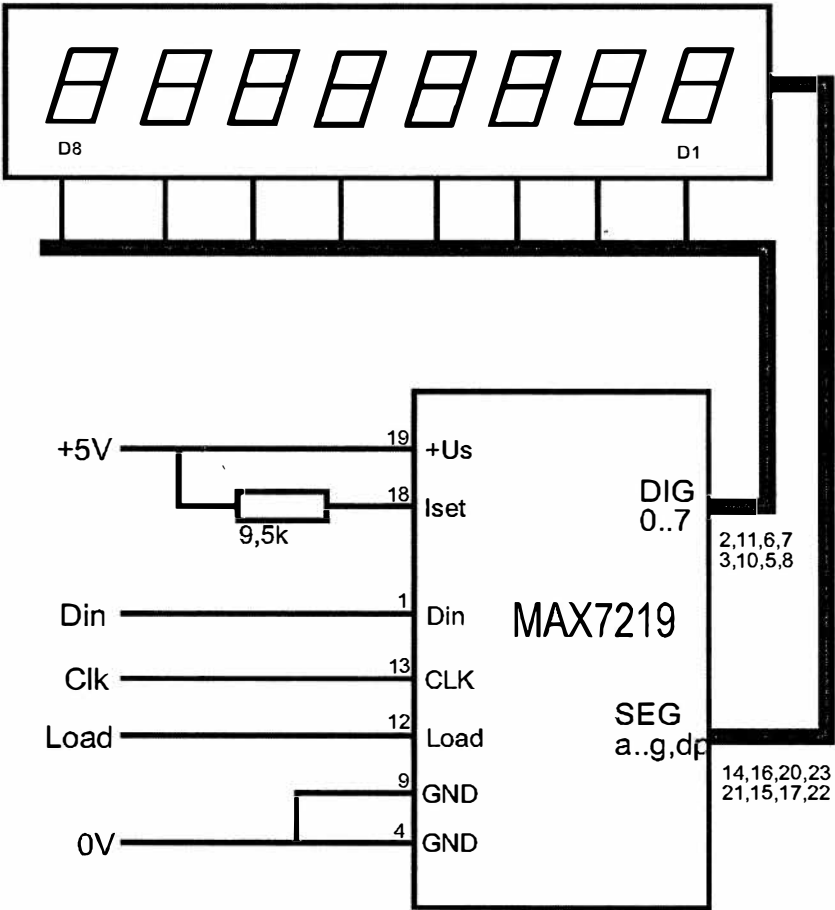 D8
D1
+5V
19
+Us
18
Iset
9,5k
DIG
0..7
2,11,6,7
3,10,5,8
Din
1
Din
MAX7219
Clk
13
CLK
Load
12
Load
SEG
a..g,dp
14,16,20,23
21,15,17,22
9
GND
0V
4
GND